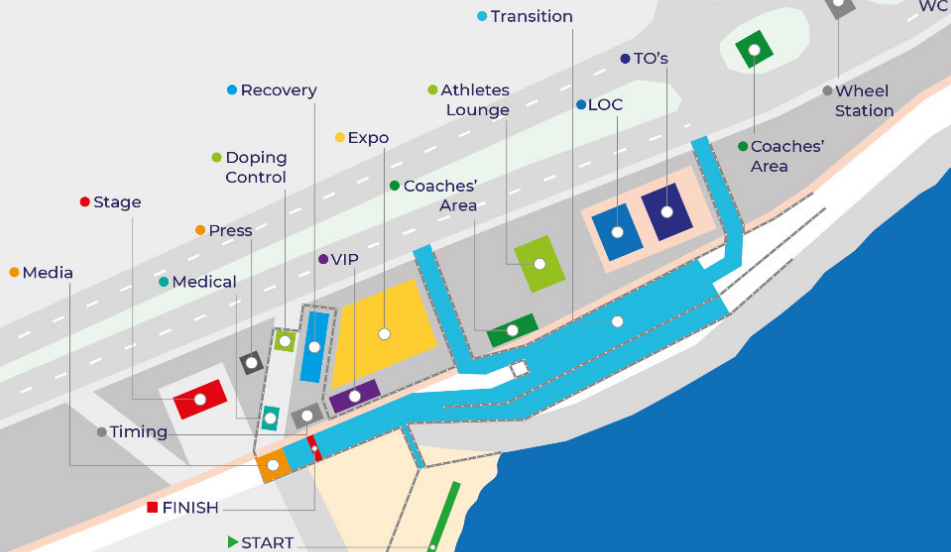 WC
Transition
TO's
Recovery
Athletes
Lounge
LOC
Wheel
Station
Expo
Doping
Control
Coaches'
Area
Coaches'
Area
Stage
Press
VIP
Media
Medical
Timing
FINISH
START